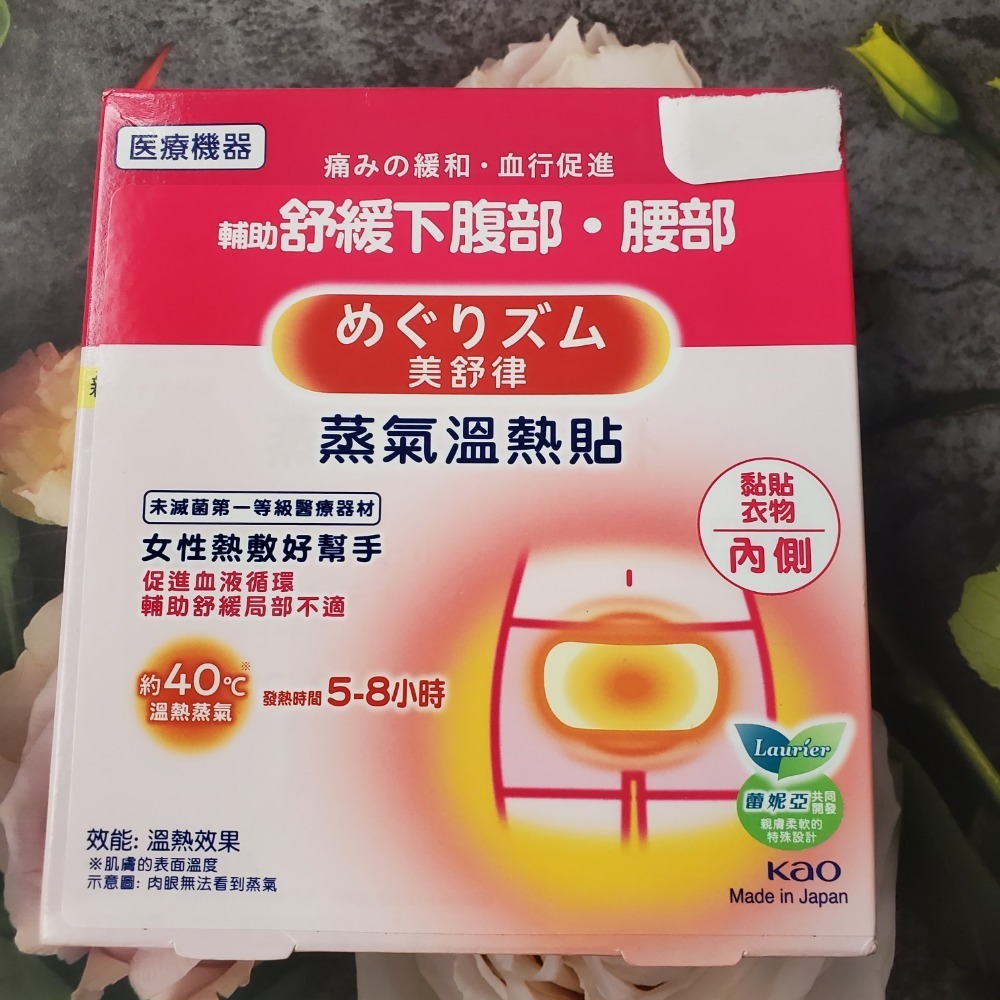 医療機器
痛みの緩和・血行促進
輔助舒緩下腹部・腰部
めぐりズム
美舒律
蒸氣溫熱貼
黏貼
衣物
內側
未滅菌第一等級醫療器材
女性熱敷好幫手
促進血液循環
輔助舒緩局部不適
約40℃※
溫熱蒸氣
發熱時間 5-8小時
Laurier
蕾妮亞 共同開發
親膚柔軟的
特殊設計
效能: 溫熱效果
※肌膚的表面溫度
示意圖: 肉眼無法看到蒸氣
Kao
Made in Japan